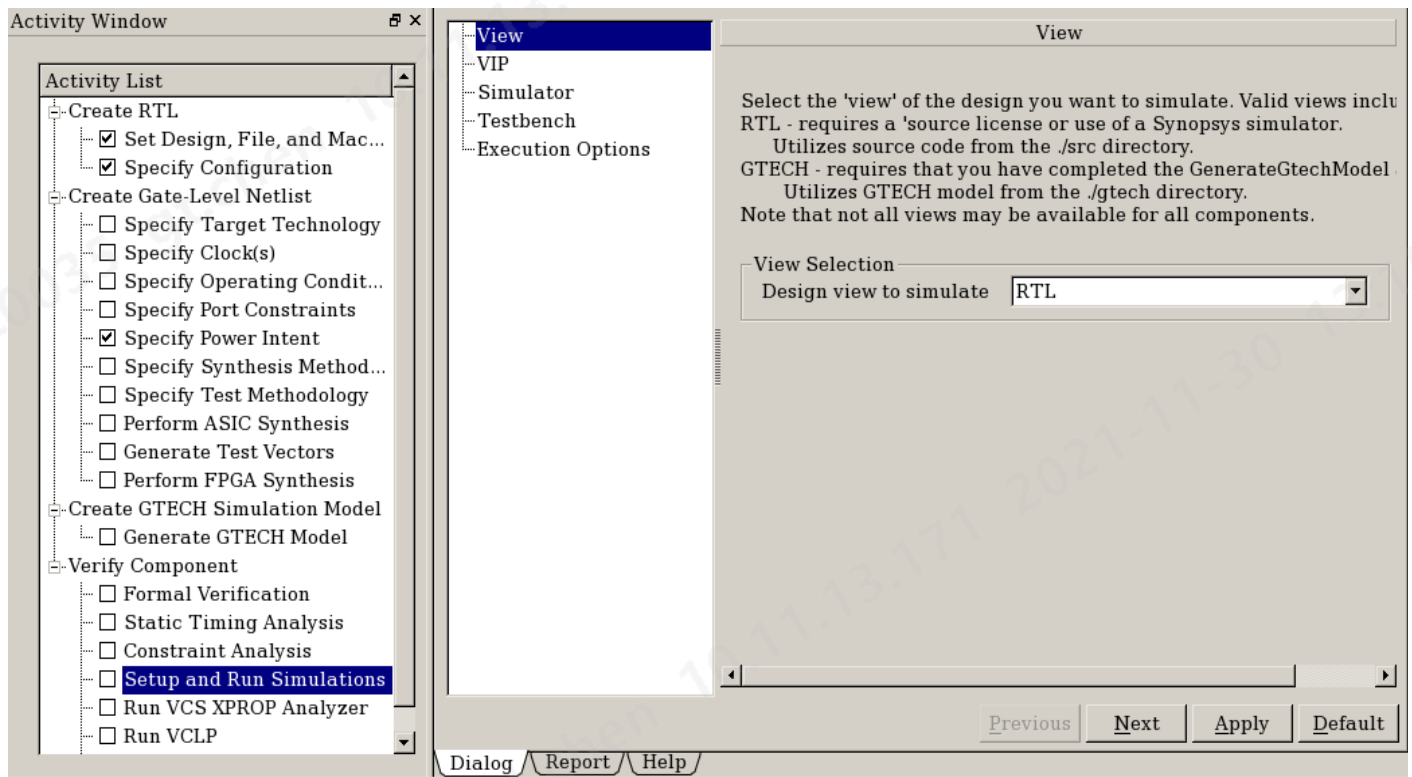 Activity Window
Activity List
Create RTL
Set Design, File, and Mac...
Specify Configuration
Create Gate-Level Netlist
Specify Target Technology
Specify Clock(s)
Specify Operating Condit...
Specify Port Constraints
Specify Power Intent
Specify Synthesis Method...
Specify Test Methodology
Perform ASIC Synthesis
Generate Test Vectors
Perform FPGA Synthesis
Create GTECH Simulation Model
Generate GTECH Model
Verify Component
Formal Verification
Static Timing Analysis
Constraint Analysis
Setup and Run Simulations
Run VCS XPROP Analyzer
Run VCLP
View
VIP
Simulator
Testbench
Execution Options
View
Select the 'view' of the design you want to simulate. Valid views inclu
RTL - requires a 'source license or use of a Synopsys simulator.
Utilizes source code from the ./src directory.
GTECH - requires that you have completed the GenerateGtechModel
Utilizes GTECH model from the ./gtech directory.
Note that not all views may be available for all components.
View Selection
Design view to simulate RTL
Previous Next Apply Default
Dialog Report Help
10.11.13.171 2021-11-30